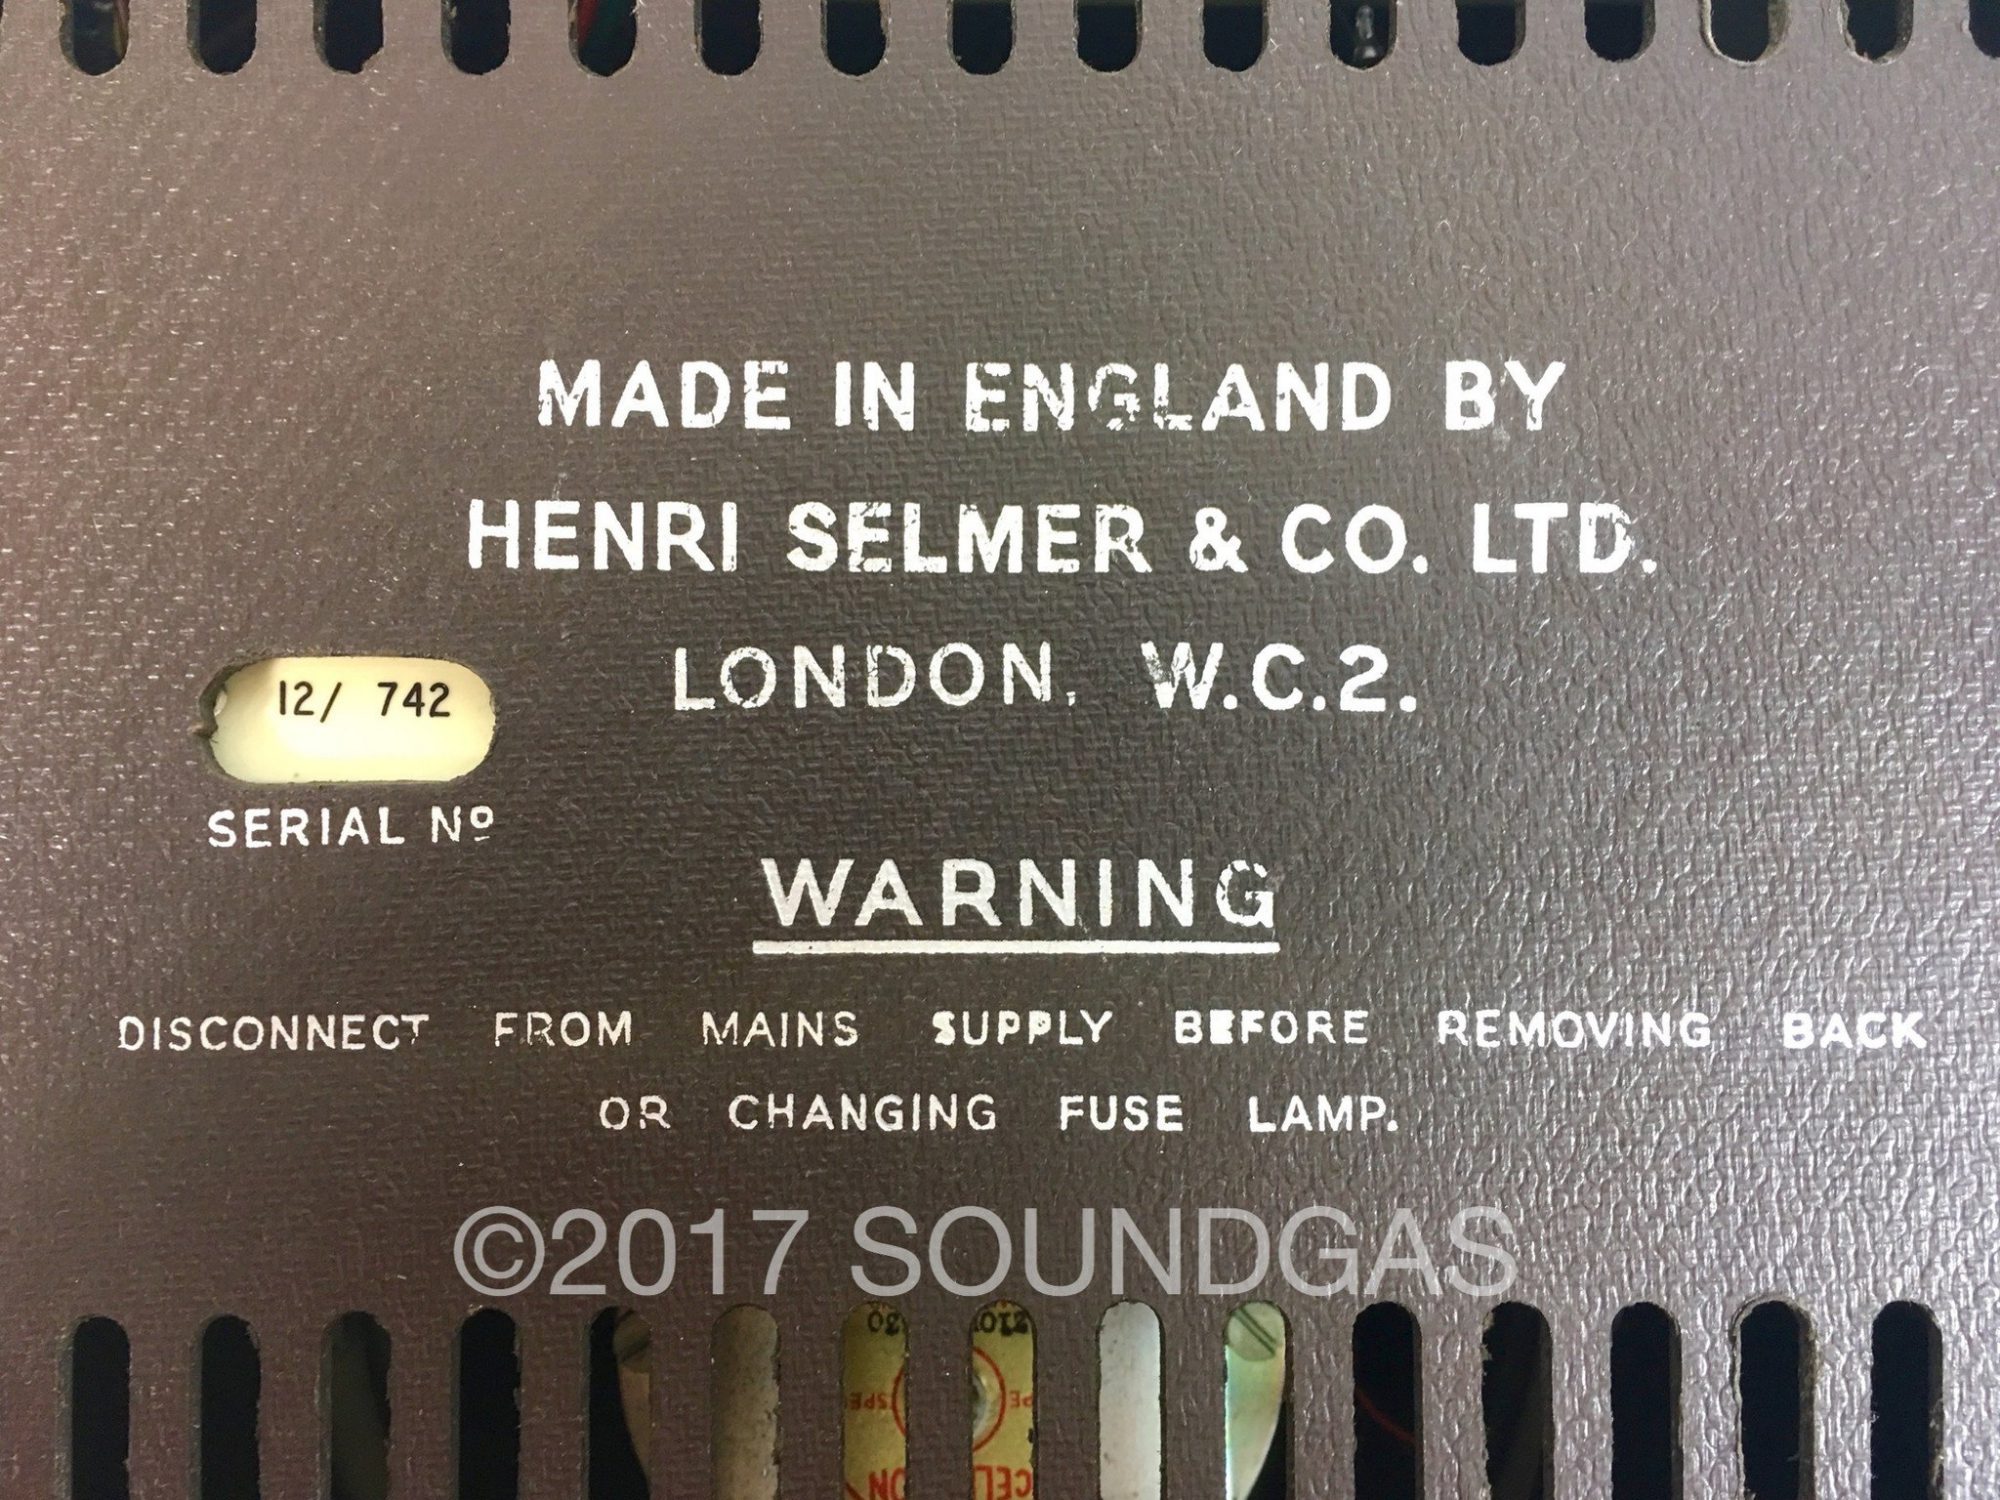 MADE IN ENGLAND BY
HENRI SELMER & CO. LTD.
LONDON. W.C.2.
12/ 742
SERIAL Nº
WARNING
DISCONNECT FROM MAINS SUPPLY BEFORE REMOVING BACK
OR CHANGING FUSE LAMP.
©2017 SOUNDGAS